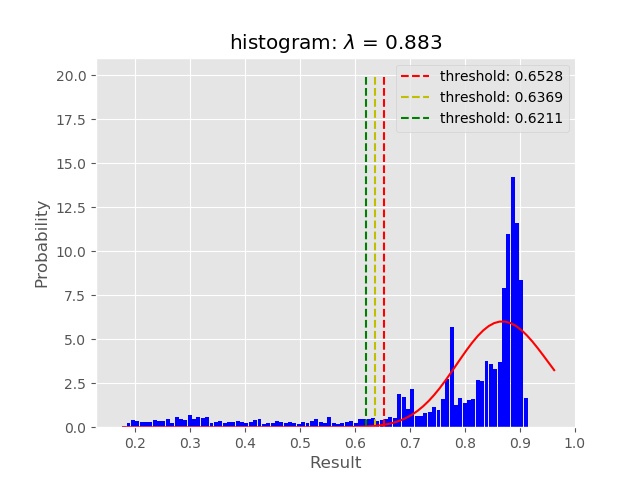 histogram: λ = 0.883
threshold: 0.6528
threshold: 0.6369
threshold: 0.6211
20.0
17.5
15.0
12.5
10.0
7.5
5.0
2.5
0.0
Probability
0.2 0.3 0.4 0.5 0.6 0.7 0.8 0.9 1.0
Result